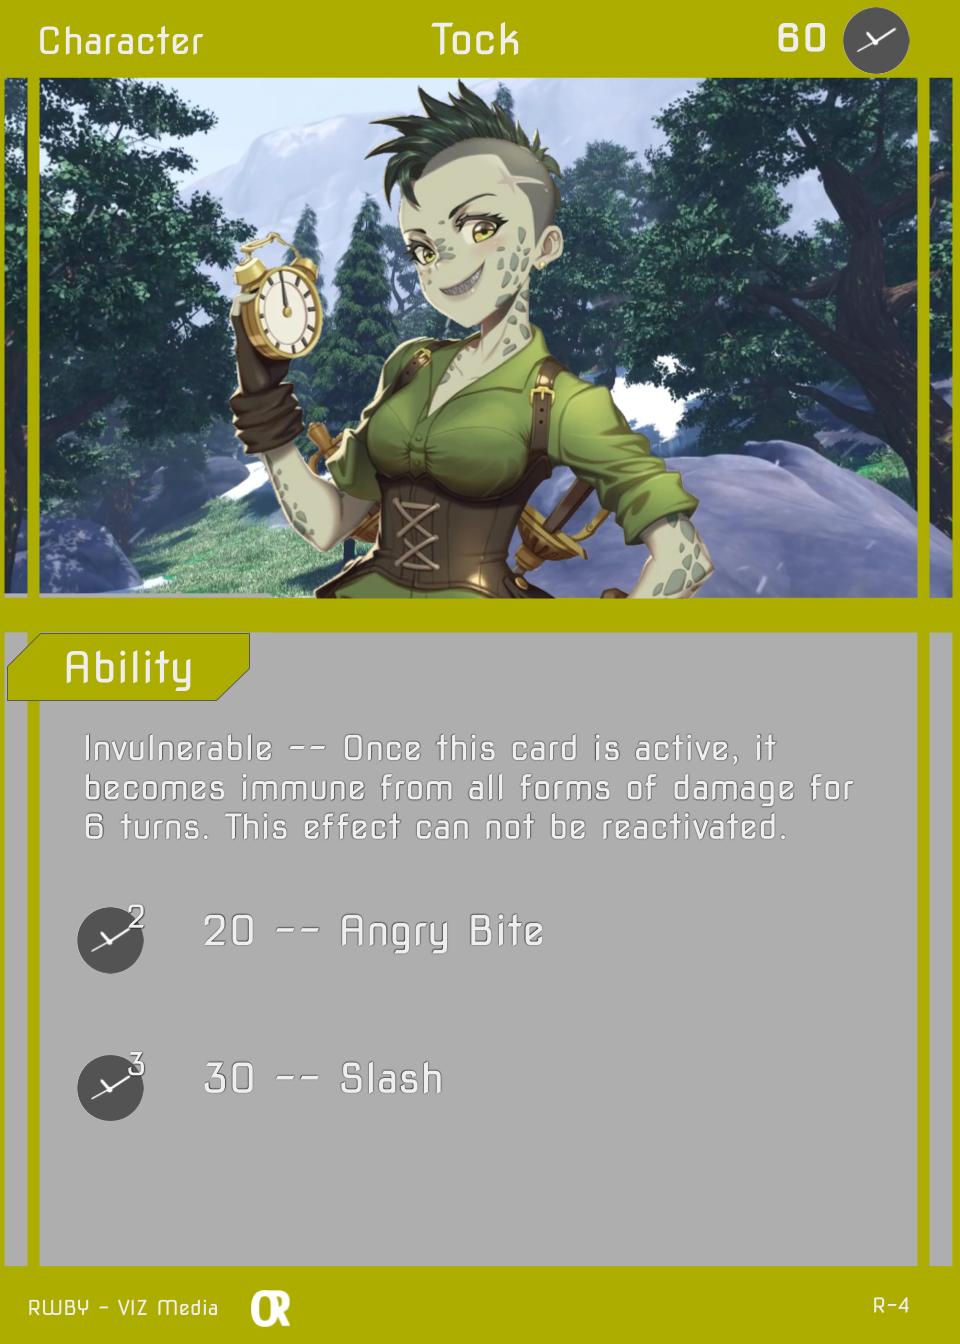 Character Tock 60
Ability
Invulnerable -- Once this card is active, it
becomes immune from all forms of damage for
6 turns. This effect can not be reactivated.
2 20 -- Angry Bite
3 30 -- Slash
RWBY - VIZ Media OR R-4